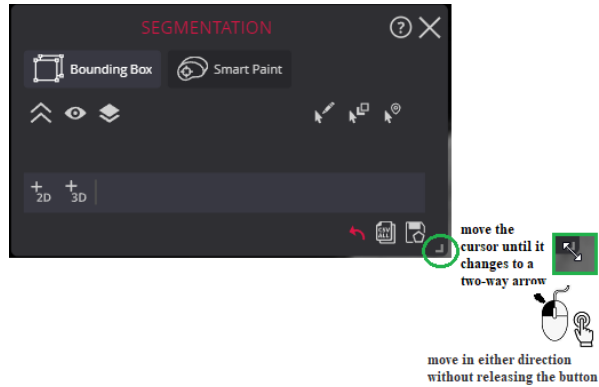 SEGMENTATION
?
Bounding Box
Smart Paint
+ 2D
+ 3D
CSV
ALL
move the
cursor until it
changes to a
two-way arrow
move in either direction
without releasing the button